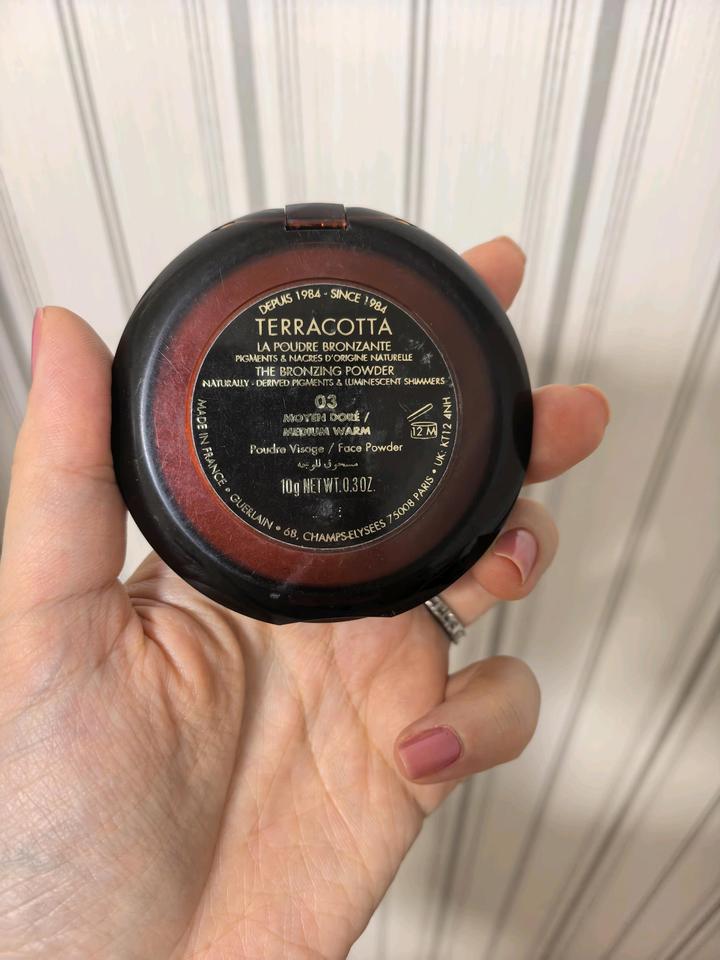 DEPUIS 1984 - SINCE 1984
TERRACOTTA
LA POUDRE BRONZANTE
PIGMENTS & NACRES D'ORIGINE NATURELLE
THE BRONZING POWDER
NATURALLY - DERIVED PIGMENTS & LUMINESCENT SHIMMERS
03
MOYEN DORÉ /
MEDIUM WARM
12 M
Poudre Visage / Face Powder
مسحوق للوجه
10g NET WT. 0.3OZ.
MADE IN FRANCE • GUERLAIN • 68, CHAMPS-ELYSEES 75008 PARIS • UK: KT12 4NH